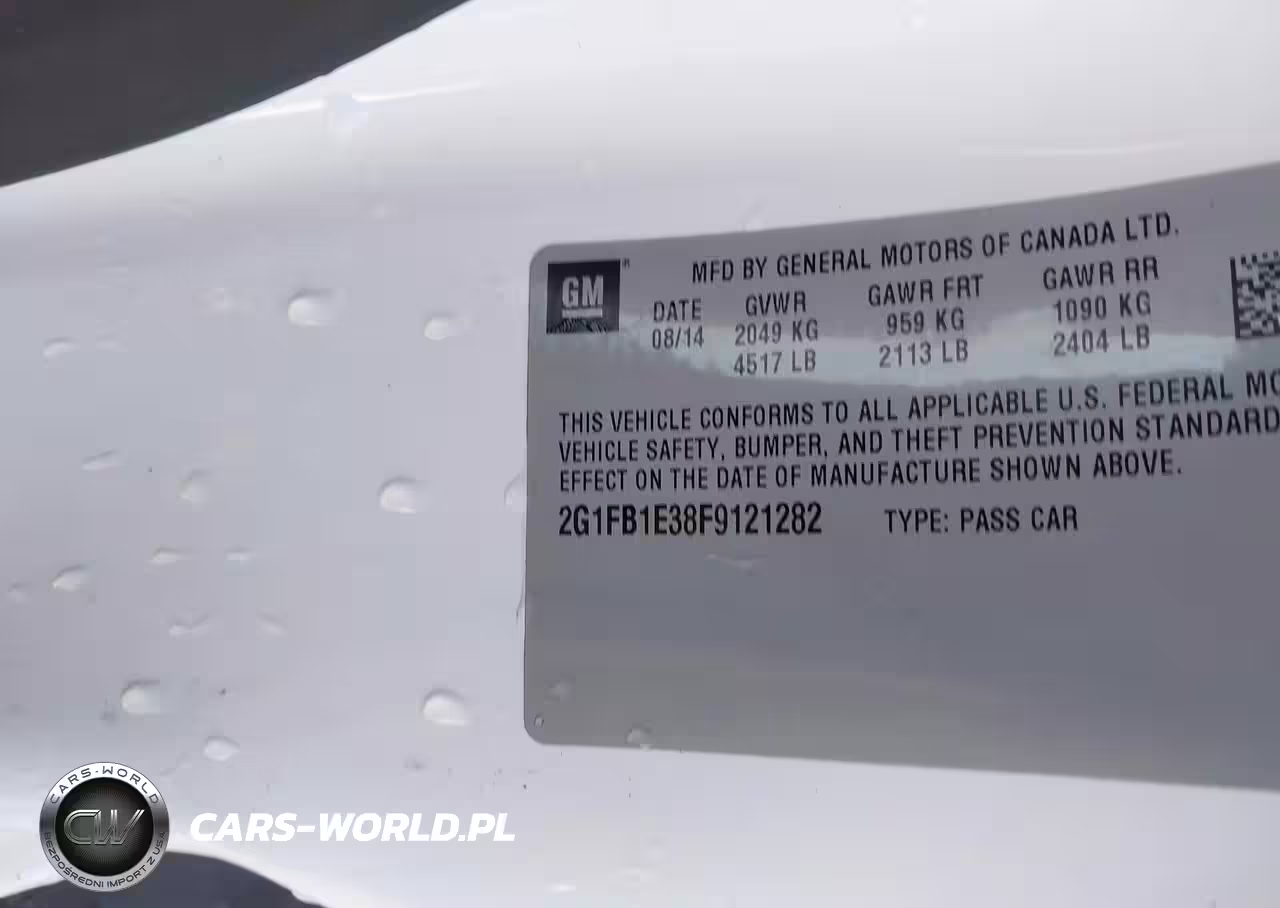 MFD BY GENERAL MOTORS OF CANADA LTD.
GM
DATE GVWR GAWR FRT GAWR RR
08/14 2049 KG 959 KG 1090 KG
4517 LB 2113 LB 2404 LB
THIS VEHICLE CONFORMS TO ALL APPLICABLE U.S. FEDERAL MO
VEHICLE SAFETY, BUMPER, AND THEFT PREVENTION STANDARD
EFFECT ON THE DATE OF MANUFACTURE SHOWN ABOVE.
2G1FB1E38F9121282 TYPE: PASS CAR
CARS-WORLD
CW
BEZPOŚREDNI IMPORT Z USA
CARS-WORLD.PL